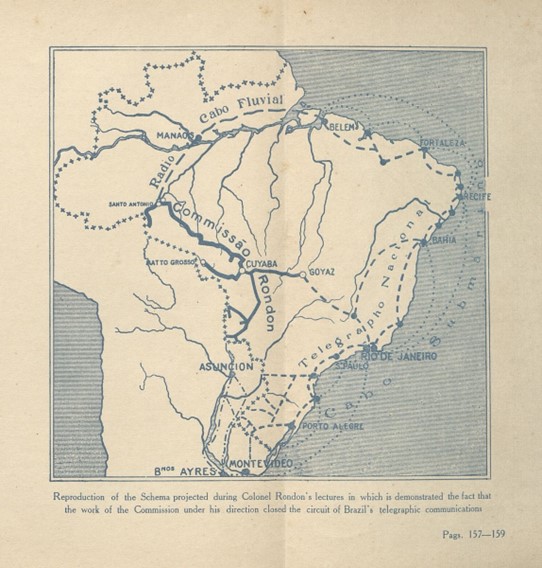 Cabo Fluvial
MANAOS
BELEM
FORTALEZA
Radio
RECIFE
SANTO ANTONIO
Commissão
Rondon
BAHIA
MATTO GROSSO
CUYABA
GOYAZ
Telegrapho Nacional
Cabo Submarino
RIO DE JANEIRO
S. PAULO
ASUNCION
PORTO ALEGRE
MONTEVIDEO
Bnos AYRES
Reproduction of the Schema projected during Colonel Rondon's lectures in which is demonstrated the fact that
the work of the Commission under his direction closed the circuit of Brazil's telegraphic communications
Pags. 157—159